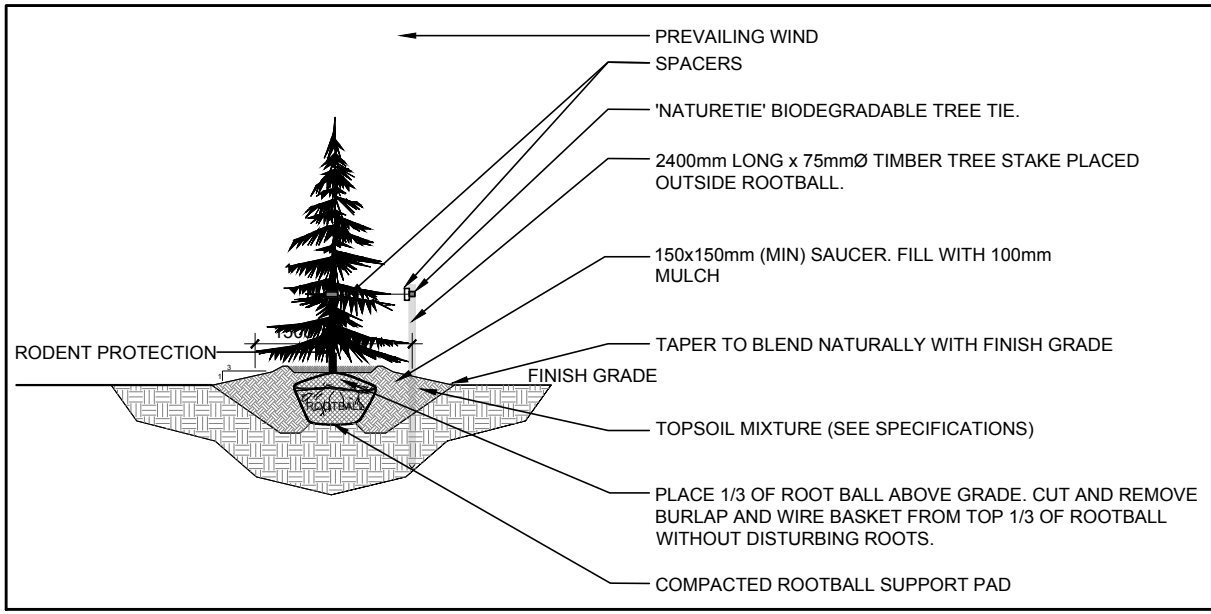 PREVAILING WIND
SPACERS
'NATURETIE' BIODEGRADABLE TREE TIE.
2400mm LONG x 75mmØ TIMBER TREE STAKE PLACED
OUTSIDE ROOTBALL.
150x150mm (MIN) SAUCER. FILL WITH 100mm
MULCH
RODENT PROTECTION
TAPER TO BLEND NATURALLY WITH FINISH GRADE
3
1
FINISH GRADE
ROOTBALL
TOPSOIL MIXTURE (SEE SPECIFICATIONS)
PLACE 1/3 OF ROOT BALL ABOVE GRADE. CUT AND REMOVE
BURLAP AND WIRE BASKET FROM TOP 1/3 OF ROOTBALL
WITHOUT DISTURBING ROOTS.
COMPACTED ROOTBALL SUPPORT PAD